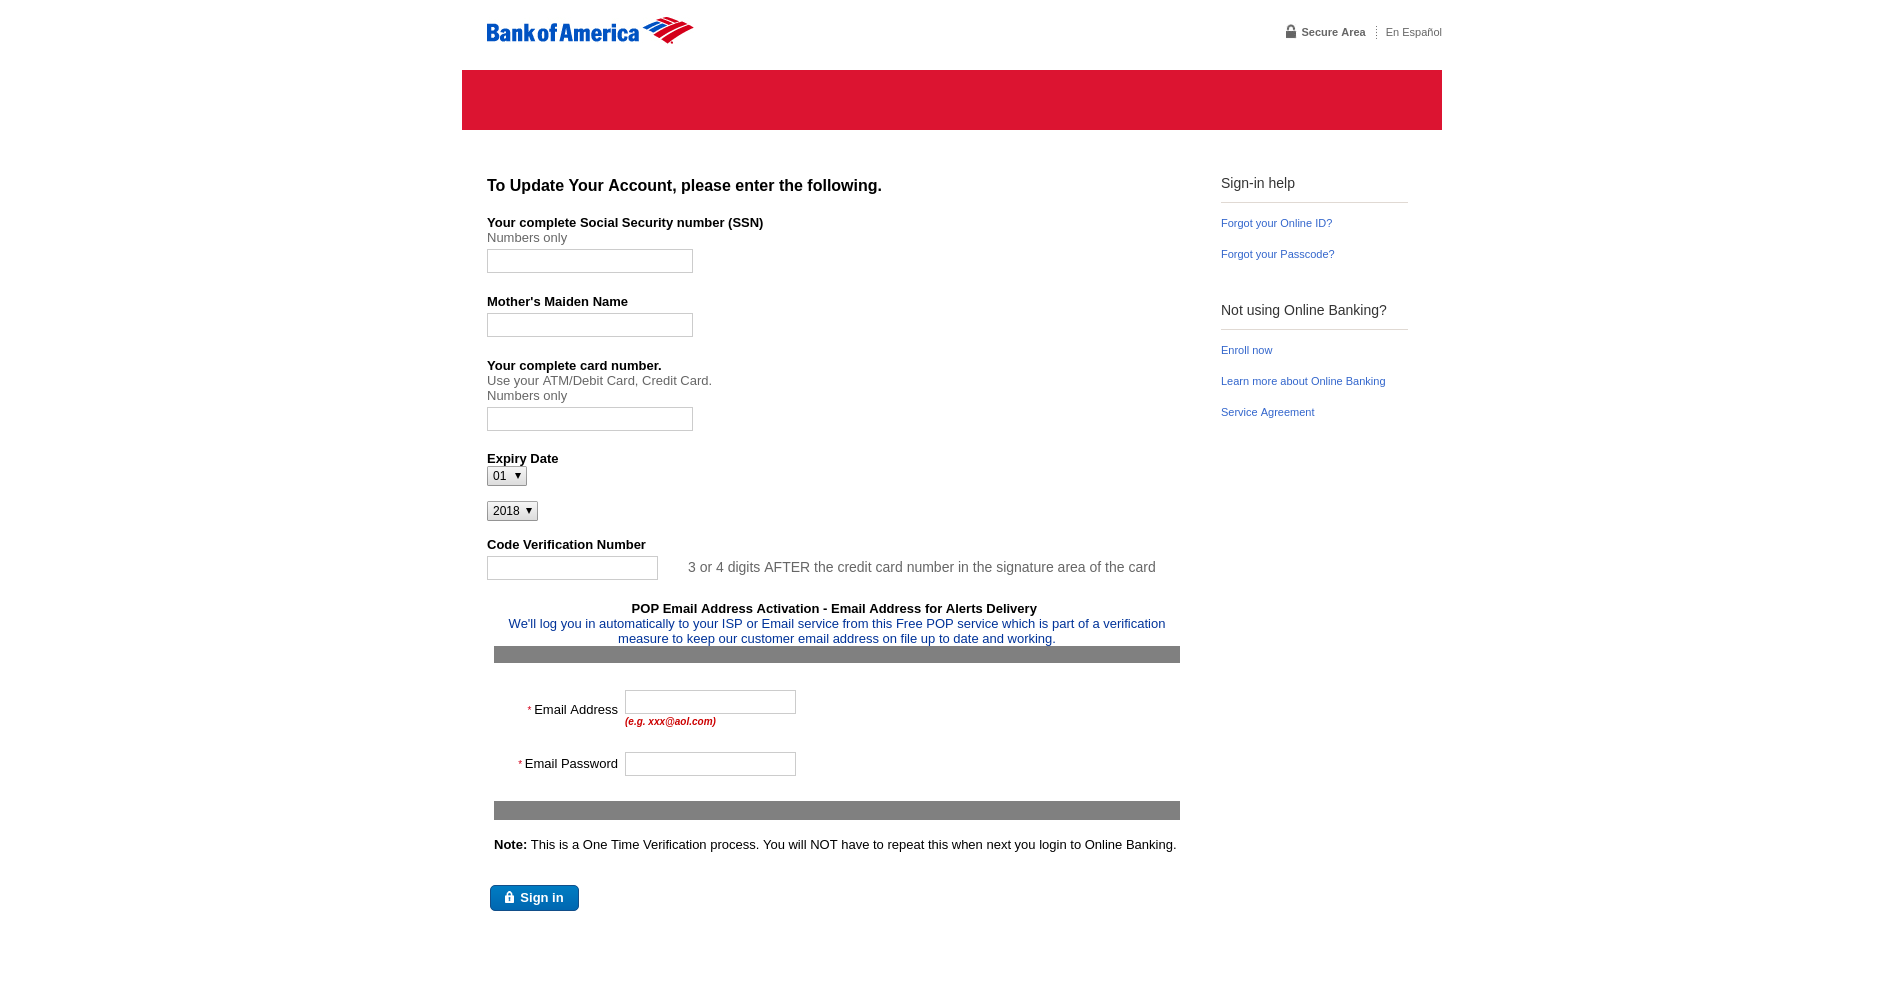 Bank of America
Secure Area
En Español
To Update Your Account, please enter the following.
Your complete Social Security number (SSN)
Numbers only
Mother's Maiden Name
Your complete card number.
Use your ATM/Debit Card, Credit Card.
Numbers only
Expiry Date
01
2018
Code Verification Number
3 or 4 digits AFTER the credit card number in the signature area of the card
POP Email Address Activation - Email Address for Alerts Delivery
We'll log you in automatically to your ISP or Email service from this Free POP service which is part of a verification
measure to keep our customer email address on file up to date and working.
* Email Address
(e.g. xxx@aol.com)
* Email Password
Note: This is a One Time Verification process. You will NOT have to repeat this when next you login to Online Banking.
Sign in
Sign-in help
Forgot your Online ID?
Forgot your Passcode?
Not using Online Banking?
Enroll now
Learn more about Online Banking
Service Agreement